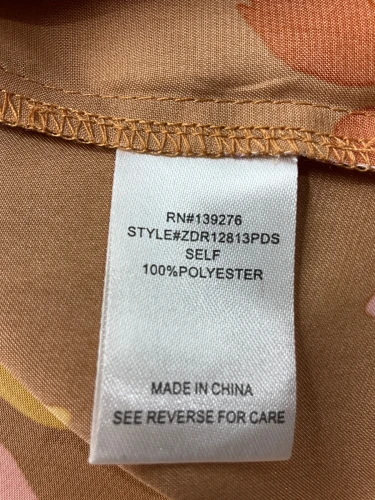 RN#139276
STYLE#ZDR12813PDS
SELF
100%POLYESTER
MADE IN CHINA
SEE REVERSE FOR CARE